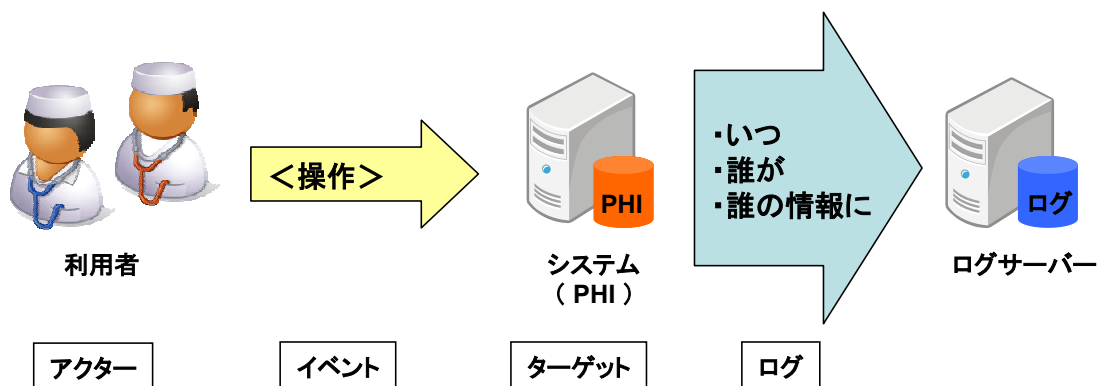 <操作>
・いつ
・誰が
・誰の情報に
PHI
ログ
利用者
システム
( PHI )
ログサーバー
アクター
イベント
ターゲット
ログ